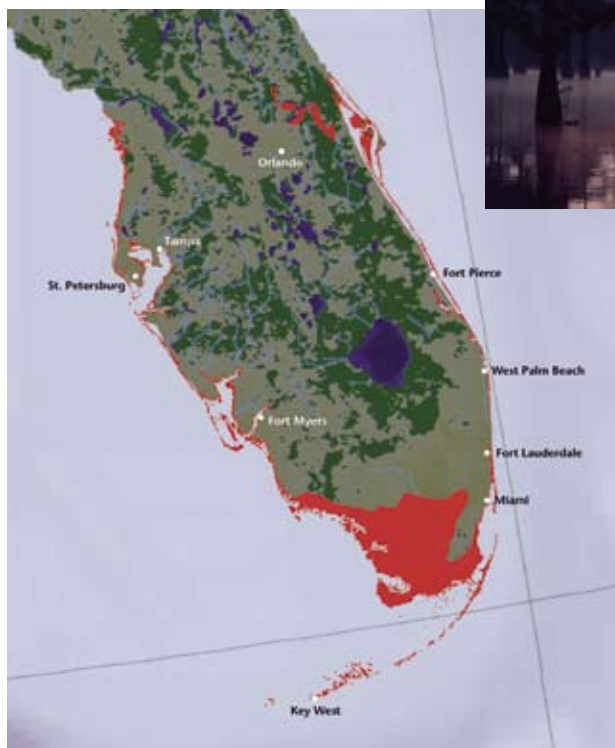 Orlando
Tampa
St. Petersburg
Fort Pierce
West Palm Beach
Fort Myers
Fort Lauderdale
Miami
Key West